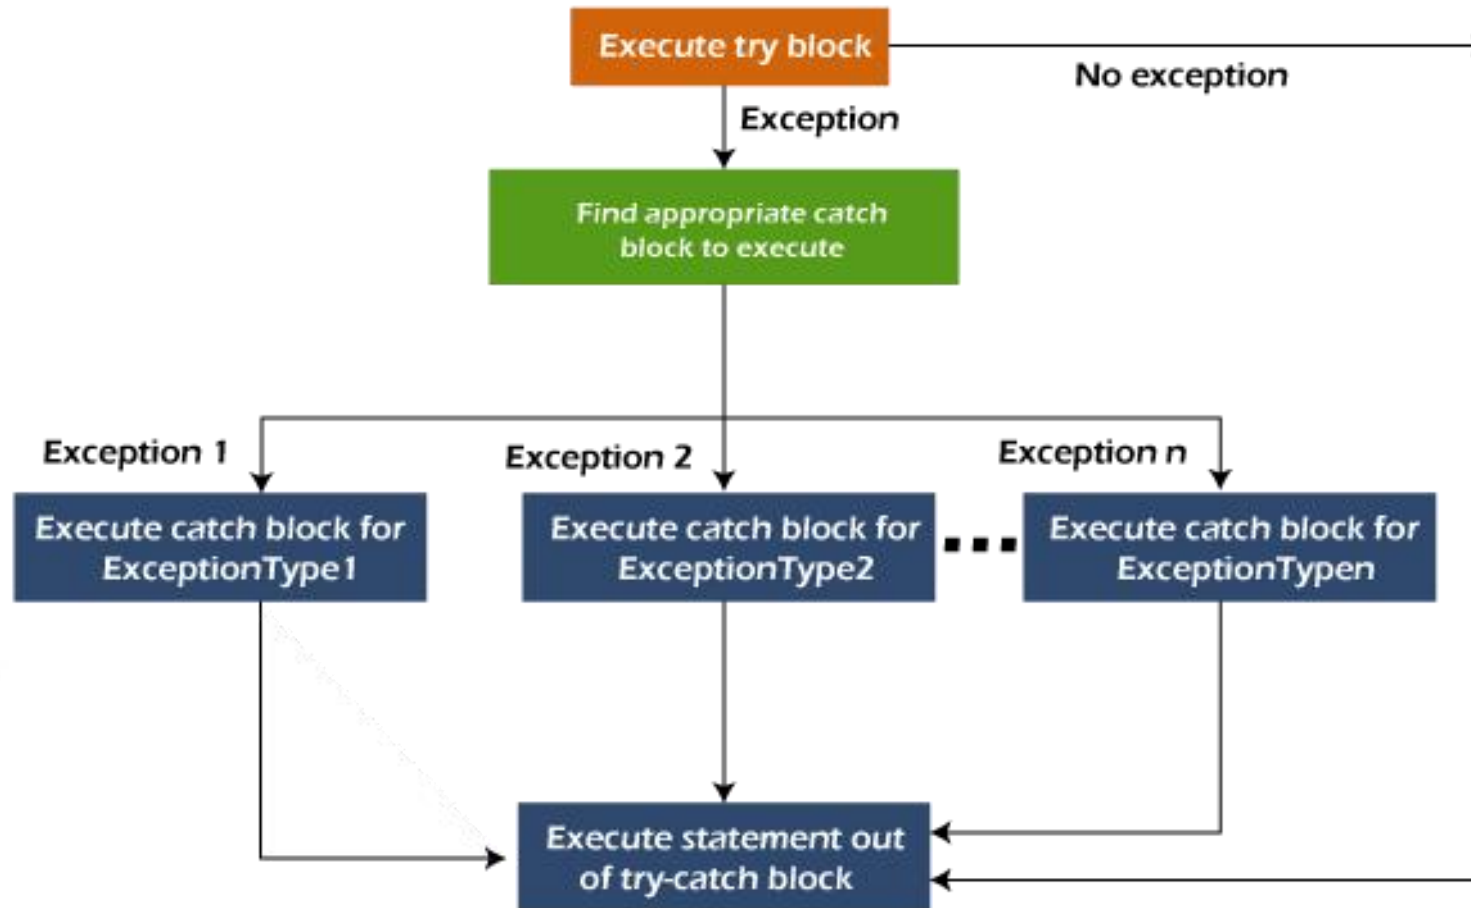 Execute try block
No exception
Exception
Find appropriate catch
block to execute
Exception 1
Exception 2
Exception n
Execute catch block for
ExceptionType1
Execute catch block for
ExceptionType2
Execute catch block for
ExceptionTypen
Execute statement out
of try-catch block